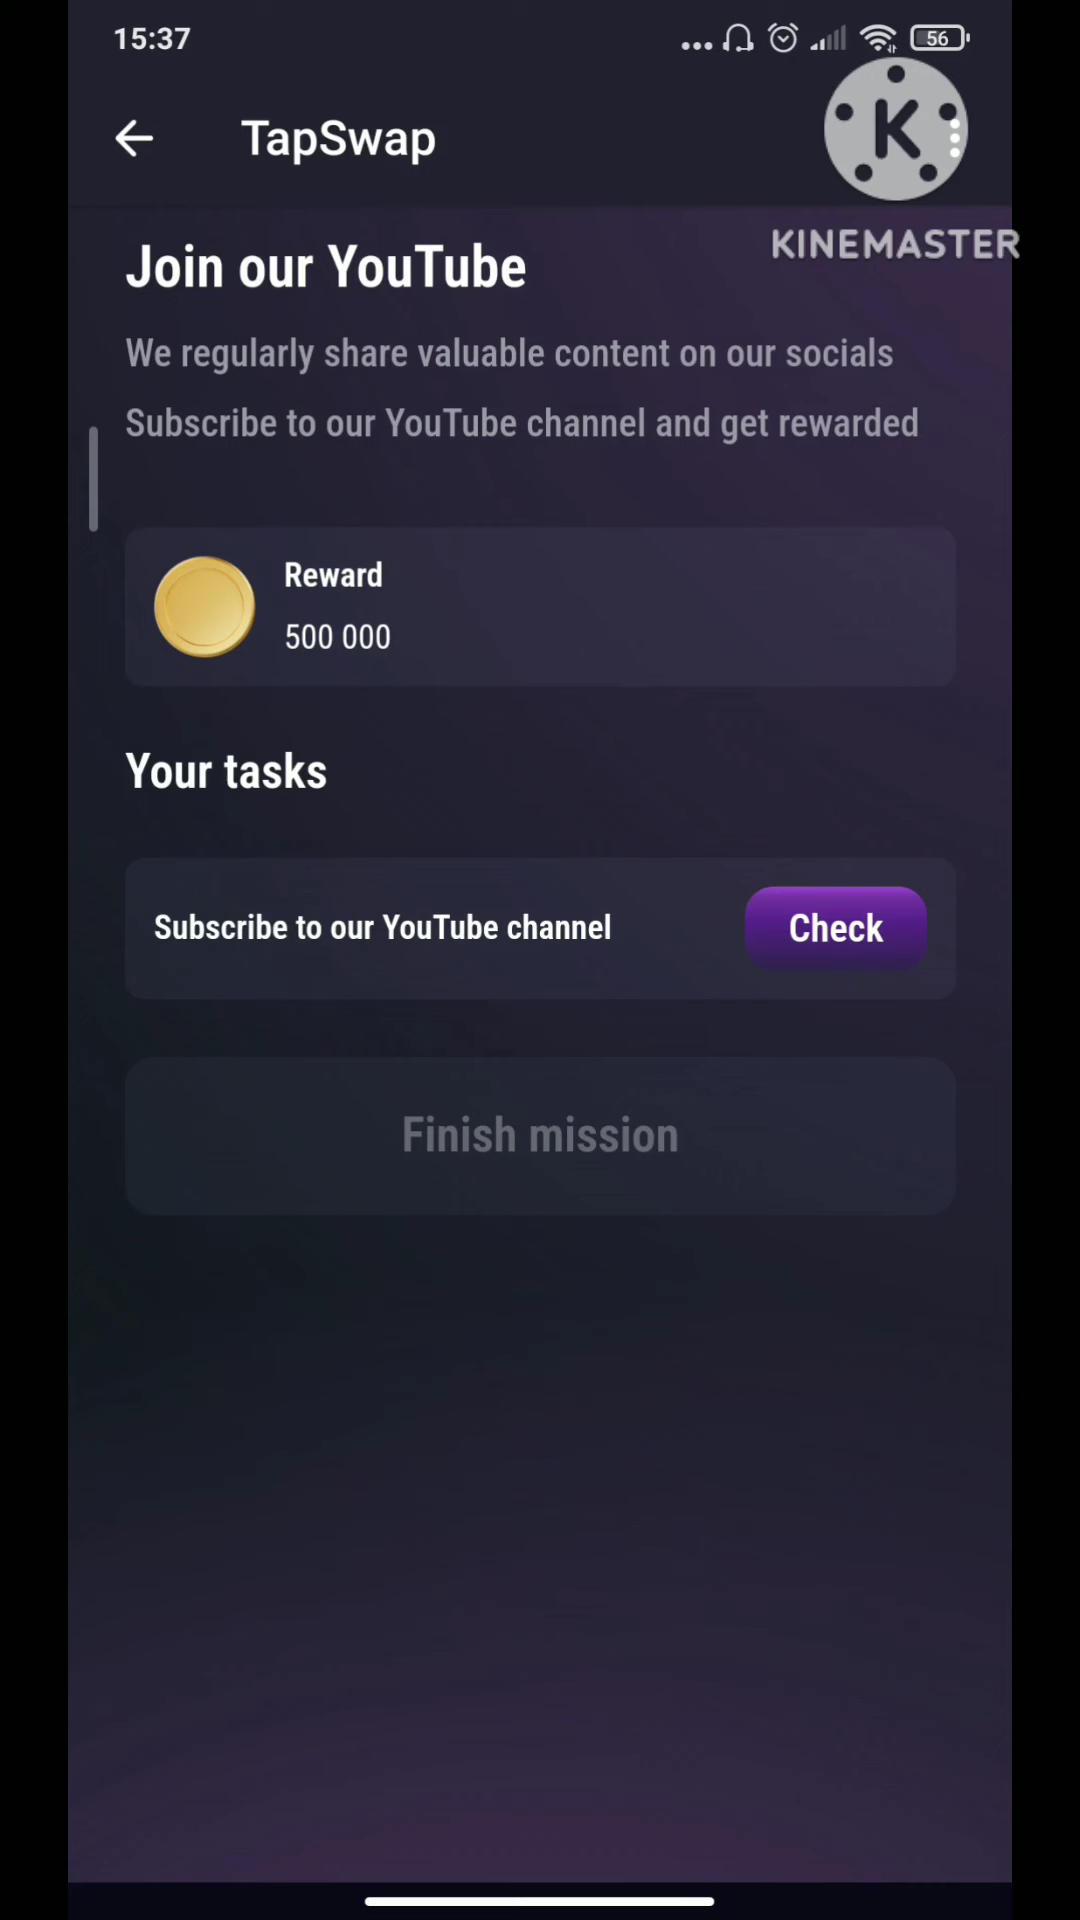 15:37
56
TapSwap
K
KINEMASTER
Join our YouTube
We regularly share valuable content on our socials
Subscribe to our YouTube channel and get rewarded
Reward
500 000
Your tasks
Subscribe to our YouTube channel
Check
Finish mission